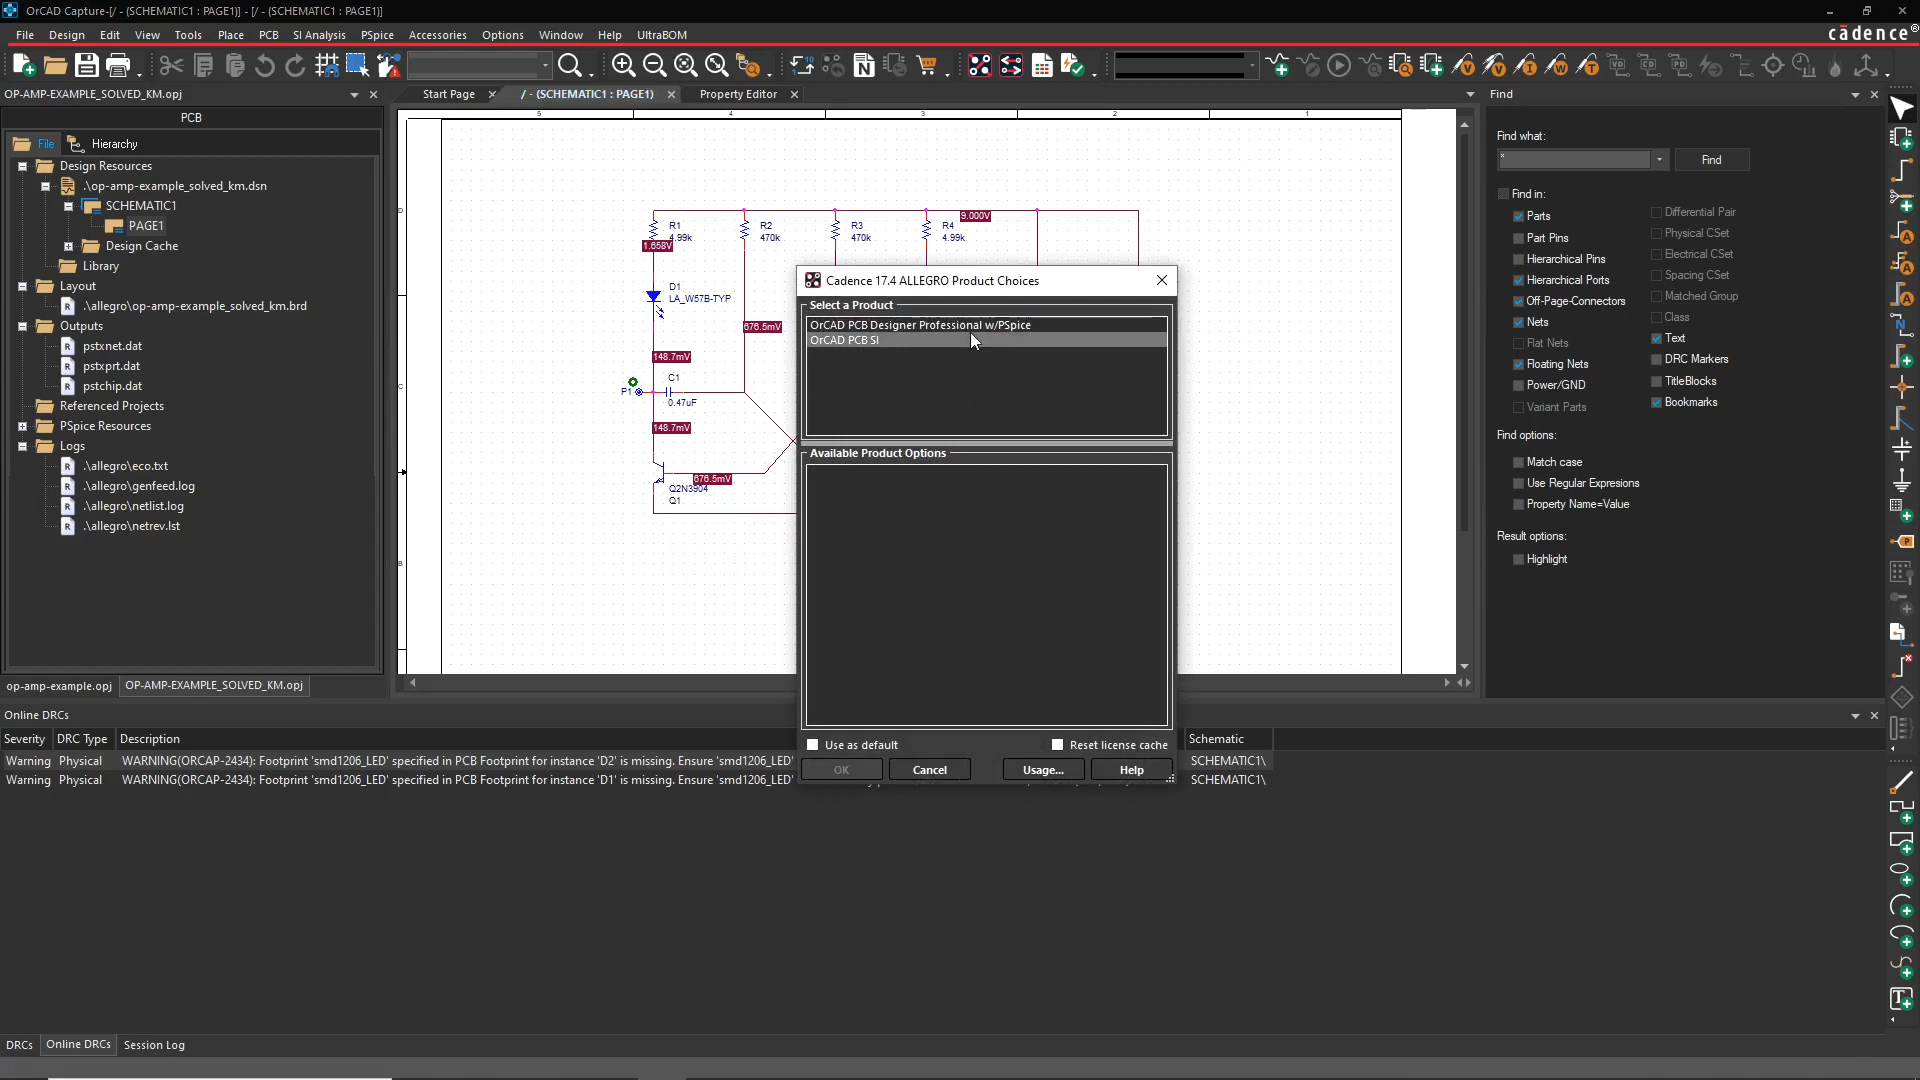 OrCAD Capture-[/ - (SCHEMATIC1 : PAGE1)] - [/ - (SCHEMATIC1 : PAGE1)]
File Design Edit View Tools Place PCB SI Analysis PSpice Accessories Options Window Help UltraBOM
cādence®
OP-AMP-EXAMPLE_SOLVED_KM.opj
Start Page
/ - (SCHEMATIC1 : PAGE1)
Property Editor
Find
PCB
File Hierarchy
Design Resources
.\op-amp-example_solved_km.dsn
SCHEMATIC1
PAGE1
Design Cache
Library
Layout
.\allegro\op-amp-example_solved_km.brd
Outputs
pstxnet.dat
pstxprt.dat
pstchip.dat
Referenced Projects
PSpice Resources
Logs
.\allegro\eco.txt
.\allegro\genfeed.log
.\allegro\netlist.log
.\allegro\netrev.lst
op-amp-example.opj
OP-AMP-EXAMPLE_SOLVED_KM.opj
5 4 3 2 1
D
C
B
R1
4.99k
R2
470k
R3
470k
R4
4.99k
9.000V
1.658V
D1
LA_W57B-TYP
676.5mV
148.7mV
C1
0.47uF
P1
148.7mV
676.5mV
Q2N3904
Q1
Cadence 17.4 ALLEGRO Product Choices
Select a Product
OrCAD PCB Designer Professional w/PSpice
OrCAD PCB SI
Available Product Options
Use as default
Reset license cache
OK Cancel Usage... Help
Find what:
*
Find
Find in:
Parts
Part Pins
Hierarchical Pins
Hierarchical Ports
Off-Page-Connectors
Nets
Flat Nets
Floating Nets
Power/GND
Variant Parts
Differential Pair
Physical CSet
Electrical CSet
Spacing CSet
Matched Group
Class
Text
DRC Markers
TitleBlocks
Bookmarks
Find options:
Match case
Use Regular Expresions
Property Name=Value
Result options:
Highlight
Online DRCs
Severity DRC Type Description Schematic
Warning Physical WARNING(ORCAP-2434): Footprint 'smd1206_LED' specified in PCB Footprint for instance 'D2' is missing. Ensure 'smd1206_LED' SCHEMATIC1\
Warning Physical WARNING(ORCAP-2434): Footprint 'smd1206_LED' specified in PCB Footprint for instance 'D1' is missing. Ensure 'smd1206_LED' SCHEMATIC1\
DRCs Online DRCs Session Log